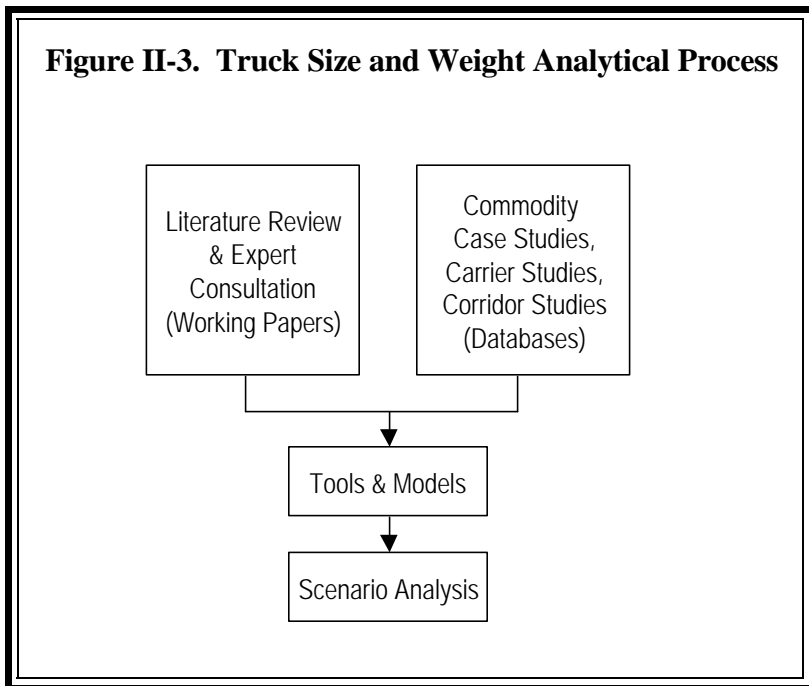 Figure II-3.  Truck Size and Weight Analytical Process
Literature Review
& Expert
Consultation
(Working Papers)
Commodity
Case Studies,
Carrier Studies,
Corridor Studies
(Databases)
Tools & Models
Scenario Analysis